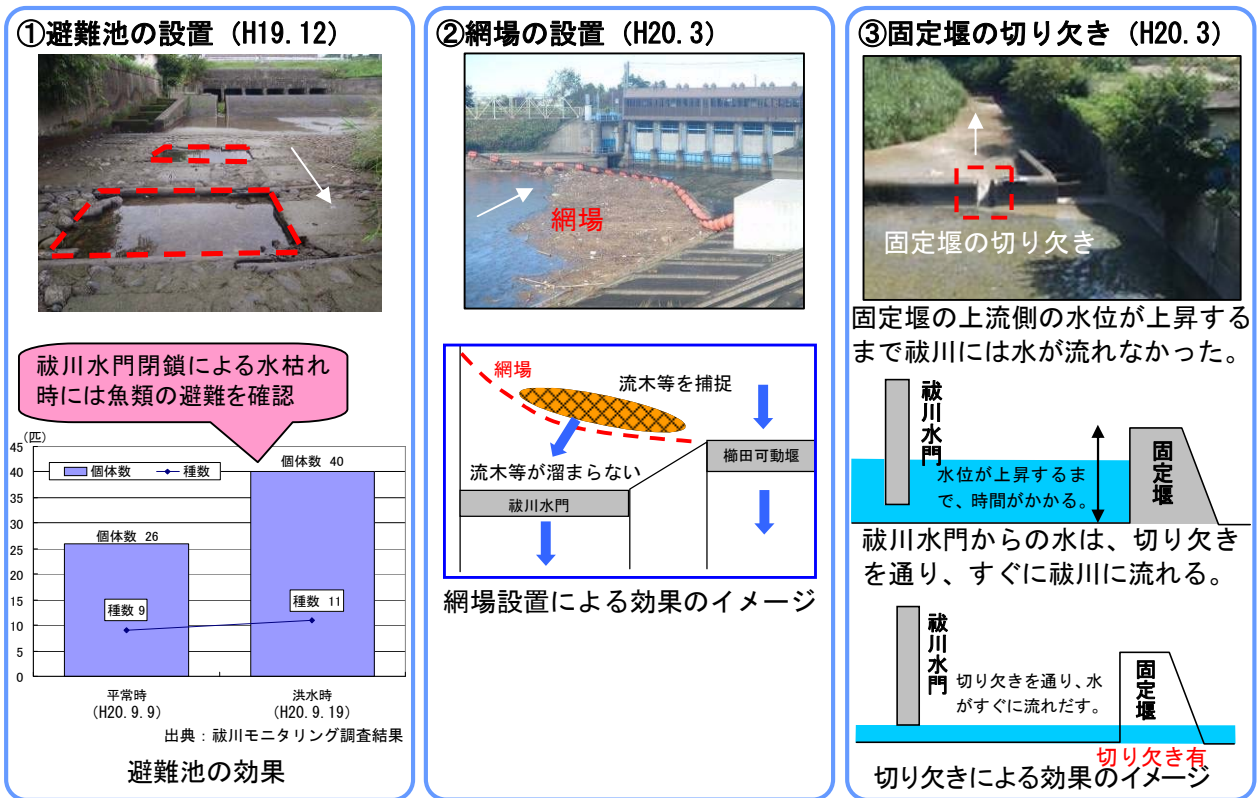 ①避難池の設置（H19.12）
祓川水門閉鎖による水枯れ
時には魚類の避難を確認
(匹)
45
40
35
30
25
20
15
10
5
0
個体数 種数
個体数 26
個体数 40
種数 9
種数 11
平常時
(H20.9.9)
洪水時
(H20.9.19)
出典：祓川モニタリング調査結果
避難池の効果
②網場の設置（H20.3）
網場
網場
流木等を捕捉
流木等が溜まらない
櫛田可動堰
祓川水門
網場設置による効果のイメージ
③固定堰の切り欠き（H20.3）
固定堰の切り欠き
固定堰の上流側の水位が上昇する
まで祓川には水が流れなかった。
祓川水門
水位が上昇するま
で、時間がかかる。
固定堰
祓川水門からの水は、切り欠き
を通り、すぐに祓川に流れる。
祓川水門
切り欠きを通り、水
がすぐに流れだす。
固定堰
切り欠き有
切り欠きによる効果のイメージ